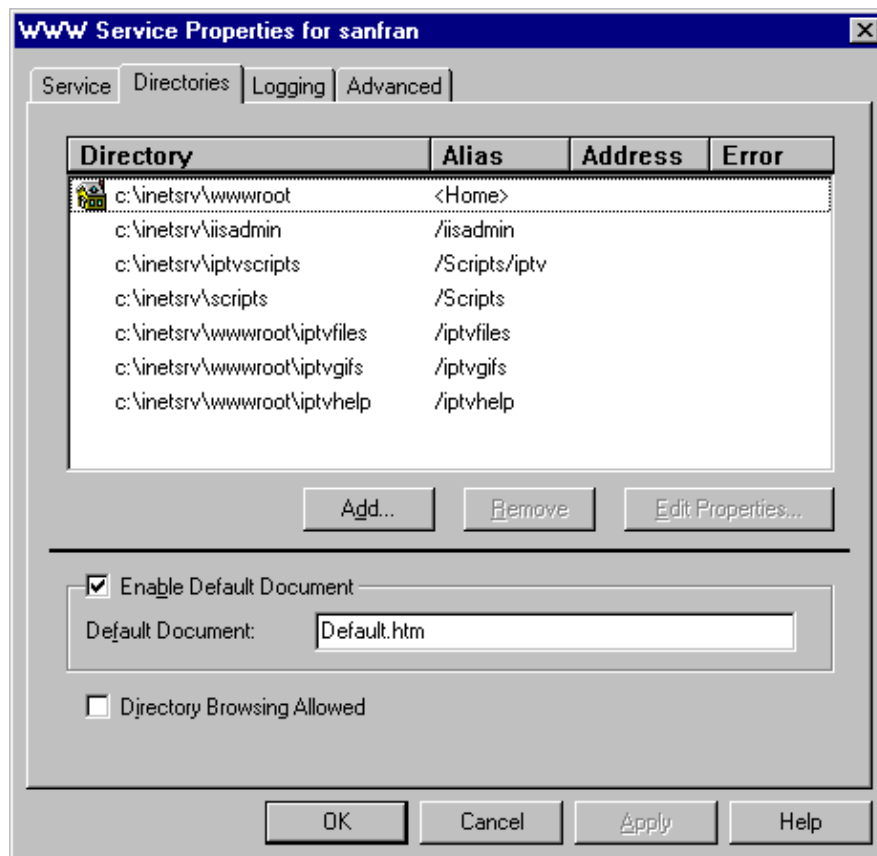 WWW Service Properties for sanfran
Service Directories Logging Advanced
Directory Alias Address Error
c:\inetsrv\wwwroot <Home>
c:\inetsrv\iisadmin /iisadmin
c:\inetsrv\iptvscripts /Scripts/iptv
c:\inetsrv\scripts /Scripts
c:\inetsrv\wwwroot\iptvfiles /iptvfiles
c:\inetsrv\wwwroot\iptvgifs /iptvgifs
c:\inetsrv\wwwroot\iptvhelp /iptvhelp
Add... Remove Edit Properties...
Enable Default Document
Default Document: Default.htm
Directory Browsing Allowed
OK Cancel Apply Help